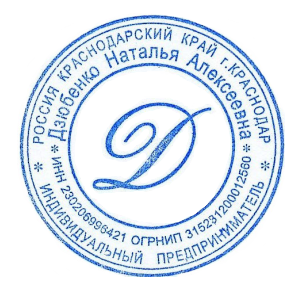 РОССИЯ КРАСНОДАРСКИЙ КРАЙ г.КРАСНОДАР
* Дзюбенко Наталья Алексеевна *
ИНН 230206996421 ОГРНИП 315231200012560
* ИНДИВИДУАЛЬНЫЙ ПРЕДПРИНИМАТЕЛЬ *
D